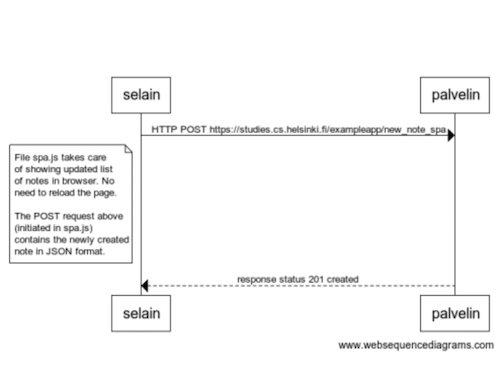 selain
palvelin
HTTP POST https://studies.cs.helsinki.fi/exampleapp/new_note_spa
File spa.js takes care
of showing updated list
of notes in browser. No
need to reload the page.
The POST request above
(initiated in spa.js)
contains the newly created
note in JSON format.
response status 201 created
selain
palvelin
www.websequencediagrams.com